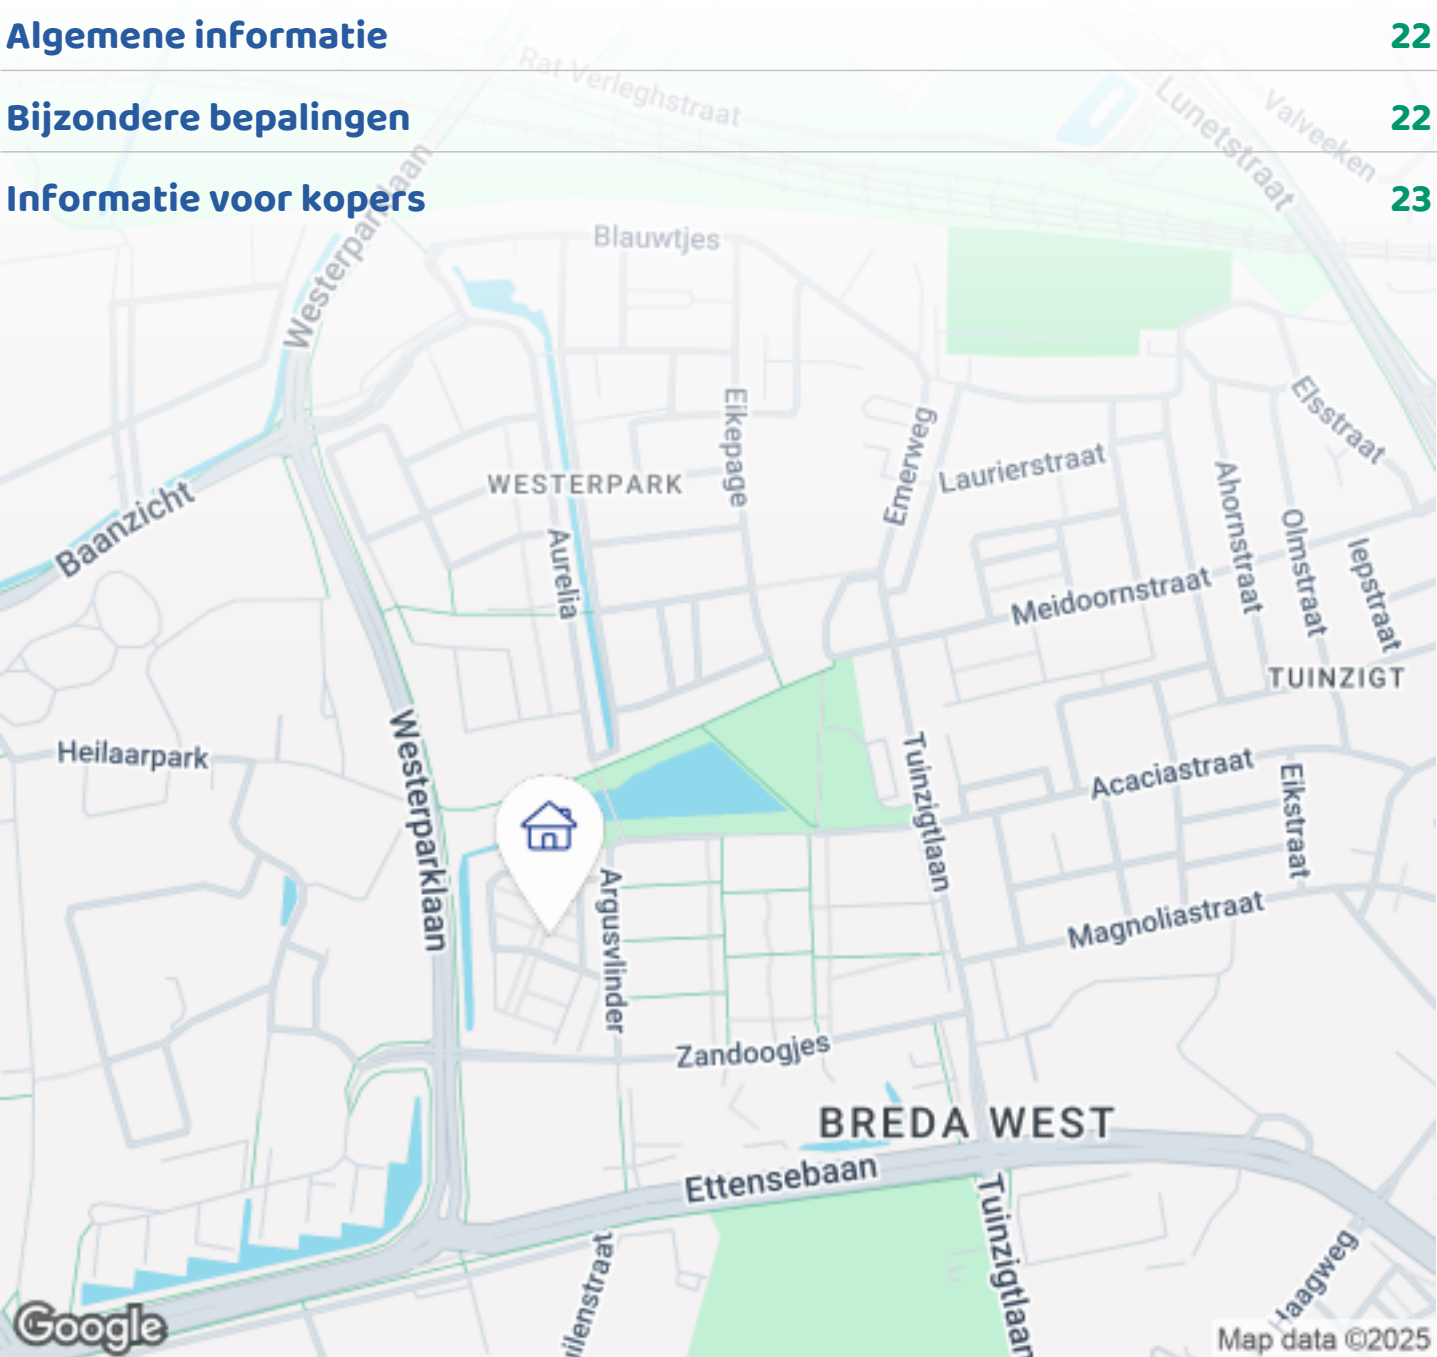 Algemene informatie 22
Bijzondere bepalingen 22
Informatie voor kopers 23
Rat Verleghstraat
Lunetstraat
Valveeken
Westerparklaan
Blauwtjes
Elsstraat
Eikepage
Emerweg
Laurierstraat
WESTERPARK
Baanzicht
Aurelia
Ahornstraat
Olmstraat
Iepstraat
Meidoornstraat
TUINZIGT
Westerparklaan
Heilaarpark
Tuinzigtlaan
Acaciastraat
Eikstraat
Argusvlinder
Magnoliastraat
Zandoogjes
BREDA WEST
Ettensebaan
Tuinzigtlaan
uilenstraat
Haagweg
Google
Map data ©2025